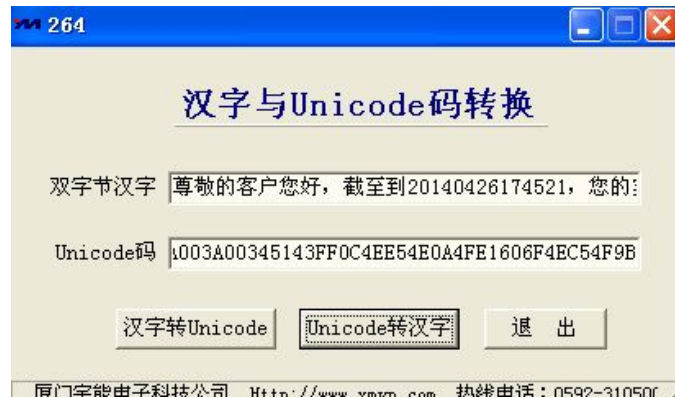 264
汉字与Unicode码转换
双字节汉字 尊敬的客户您好，截至到20140426174521，您的
Unicode码 003A00345143FF0C4EE54E0A4FE1606F4EC54F9B
汉字转Unicode Unicode转汉字 退 出
厦门宇能电子科技公司 Http://www.xmyn.com 热线电话：0592-310500